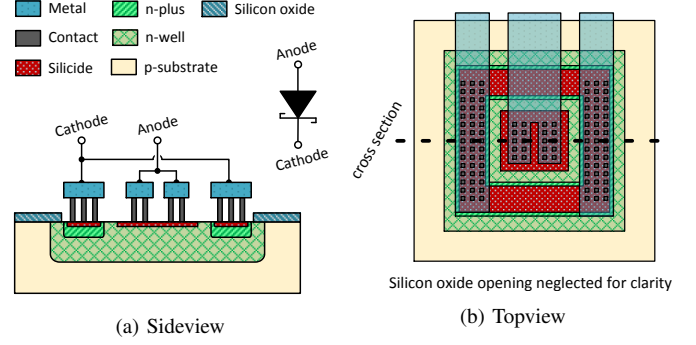 Metal n-plus Silicon oxide
Contact n-well
Silicide p-substrate
Anode
Cathode
Cathode Anode
cross section
Silicon oxide opening neglected for clarity
(a) Sideview
(b) Topview